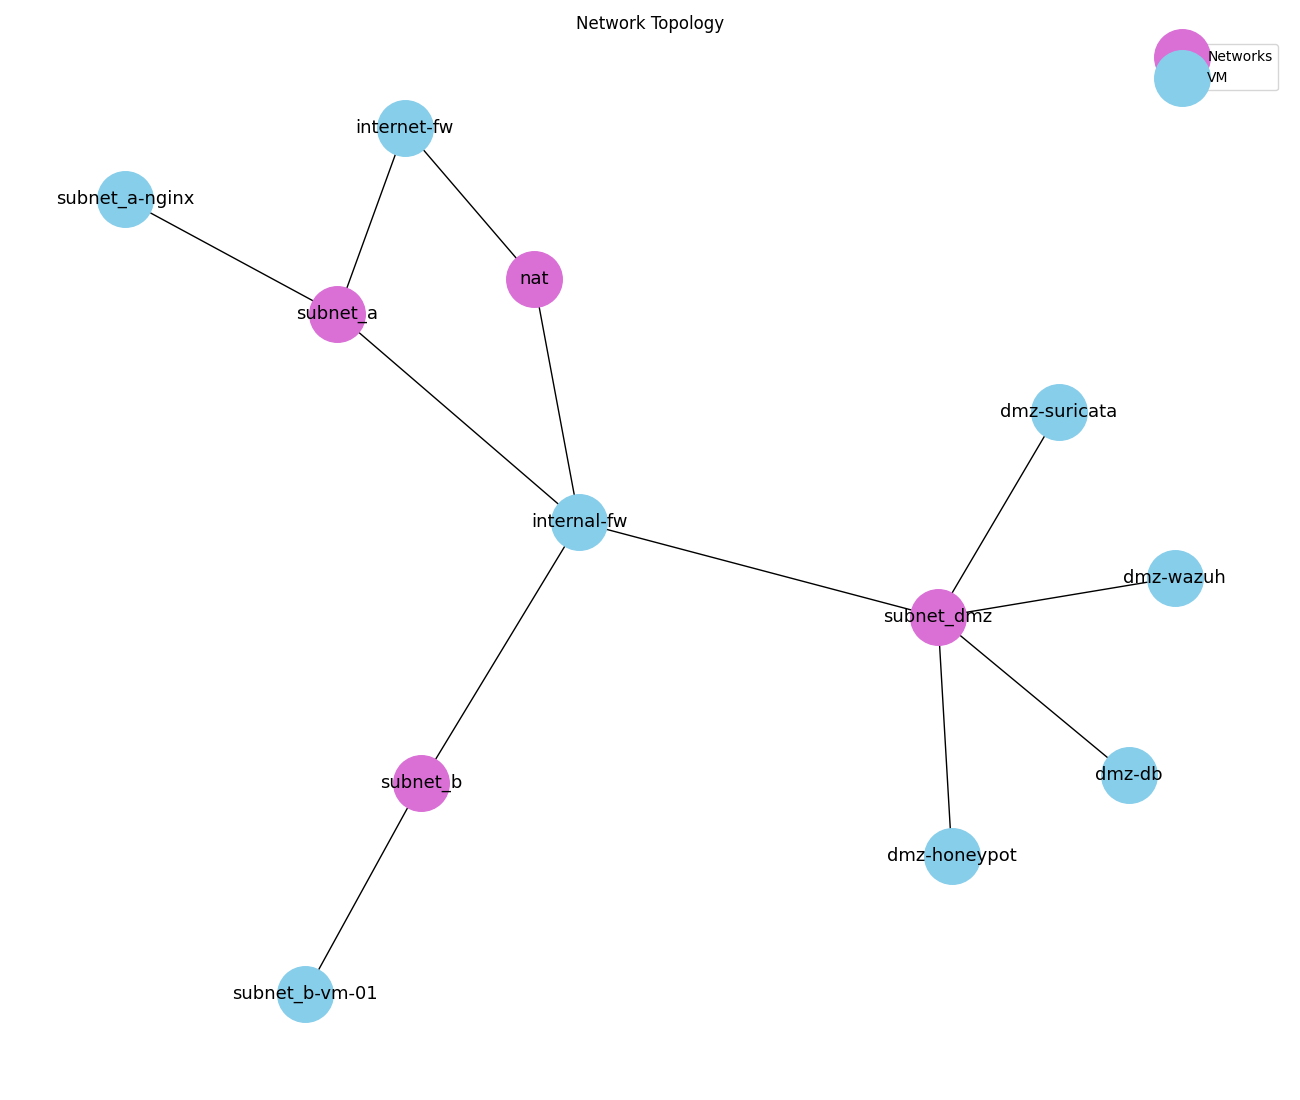 Network Topology
Networks
VM
internet-fw
subnet_a-nginx
nat
subnet_a
dmz-suricata
internal-fw
dmz-wazuh
subnet_dmz
dmz-db
subnet_b
dmz-honeypot
subnet_b-vm-01